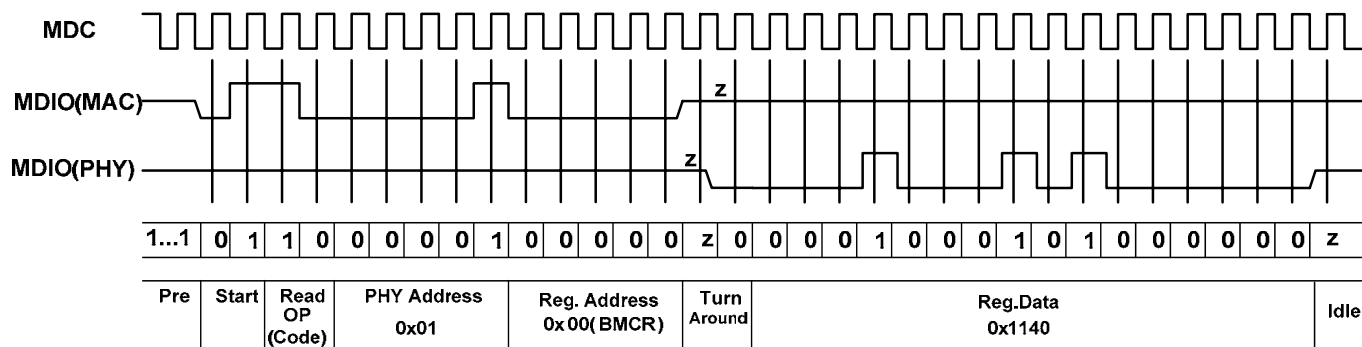 MDC
MDIO(MAC)
z
MDIO(PHY)
z
1...1 0 1 1 0 0 0 0 0 1 0 0 0 0 0 z 0 0 0 0 1 0 0 0 1 0 1 0 0 0 0 0 0 z
Pre
Start
Read
OP
(Code)
PHY Address
0x01
Reg. Address
0x00(BMCR)
Turn
Around
Reg.Data
0x1140
Idle